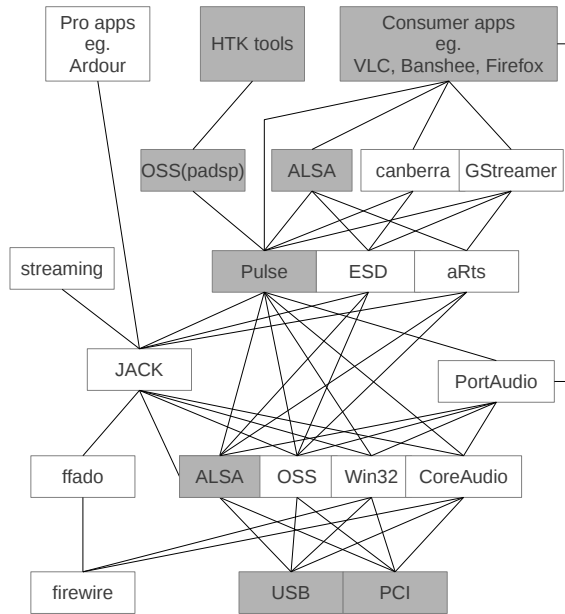 Pro apps
eg.
Ardour
HTK tools
Consumer apps
eg.
VLC, Banshee, Firefox
OSS(padsp)
ALSA
canberra
GStreamer
streaming
Pulse
ESD
aRts
JACK
PortAudio
ffado
ALSA
OSS
Win32
CoreAudio
firewire
USB
PCI